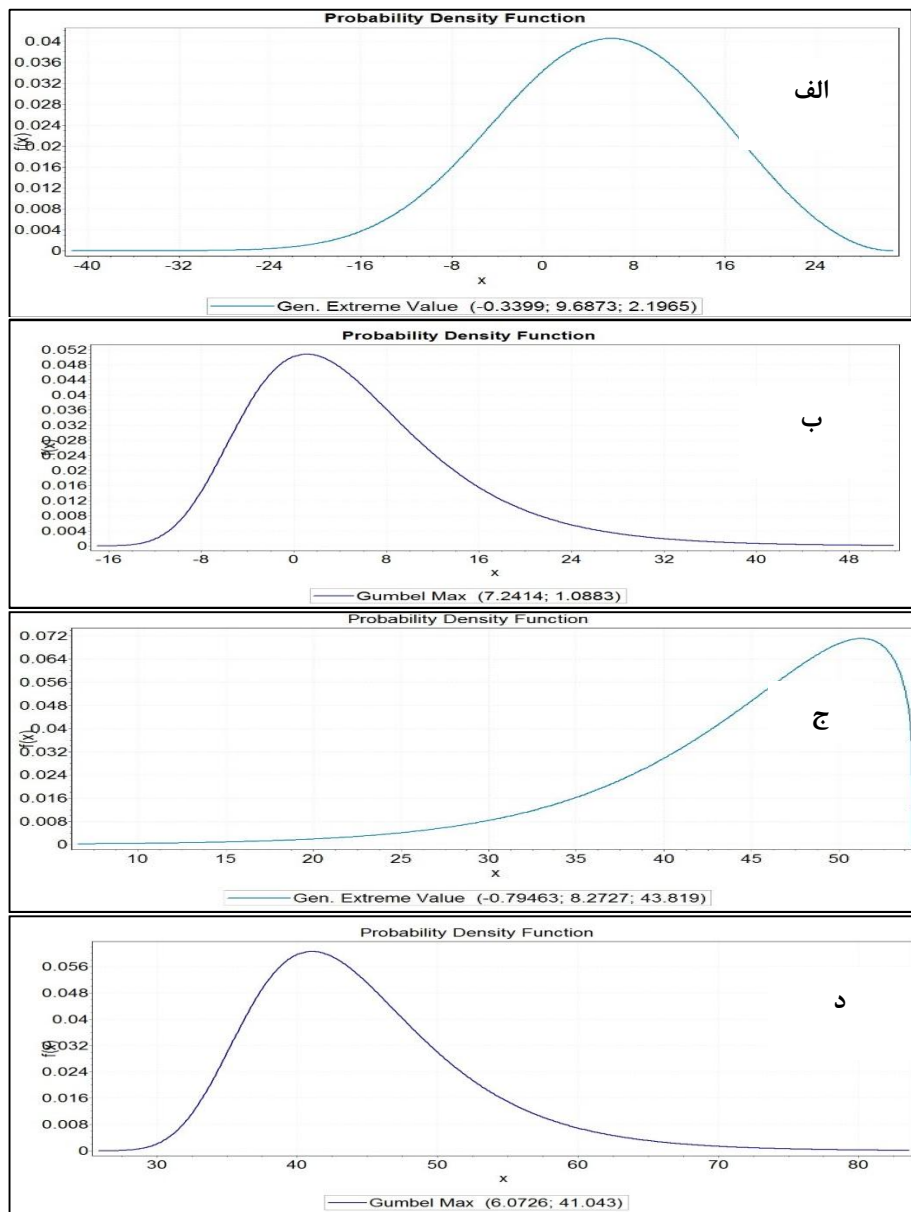 Probability Density Function
0.04
0.036
0.032
0.028
0.024
0.02
0.016
0.012
0.008
0.004
0
f(x)
الف
-40 -32 -24 -16 -8 0 8 16 24
x
Gen. Extreme Value (-0.3399; 9.6873; 2.1965)
Probability Density Function
0.052
0.048
0.044
0.04
0.036
0.032
0.028
0.024
0.02
0.016
0.012
0.008
0.004
0
f(x)
ب
-16 -8 0 8 16 24 32 40 48
x
Gumbel Max (7.2414; 1.0883)
Probability Density Function
0.072
0.064
0.056
0.048
0.04
0.032
0.024
0.016
0.008
0
f(x)
ج
10 15 20 25 30 35 40 45 50
x
Gen. Extreme Value (-0.79463; 8.2727; 43.819)
Probability Density Function
0.056
0.048
0.04
0.032
0.024
0.016
0.008
0
f(x)
د
30 40 50 60 70 80
x
Gumbel Max (6.0726; 41.043)